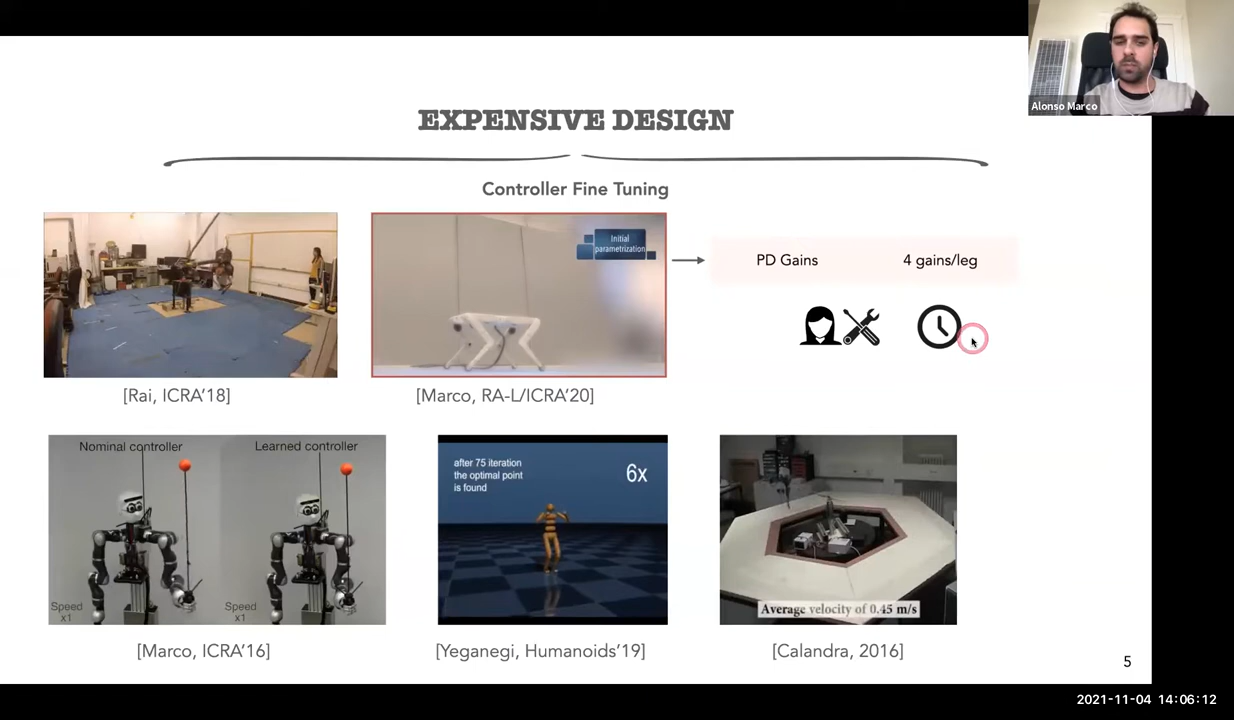 Alonso Marco
EXPENSIVE DESIGN
Controller Fine Tuning
Initial
parametrization
PD Gains
4 gains/leg
[Rai, ICRA’18]
[Marco, RA-L/ICRA’20]
Nominal controller
Learned controller
Speed
x1
Speed
x1
after 75 iteration
the optimal point
is found
6x
Average velocity of 0.45 m/s
[Marco, ICRA’16]
[Yeganegi, Humanoids’19]
[Calandra, 2016]
5
2021-11-04 14:06:12